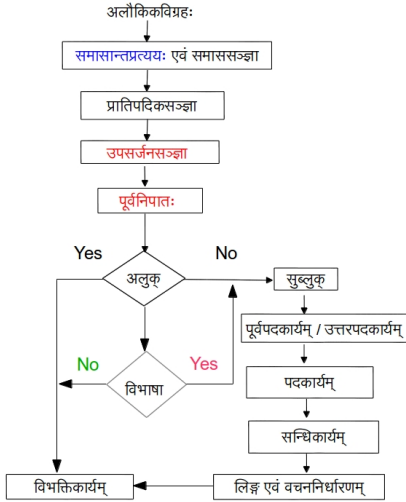 अलौकिकविग्रहः
समासान्तप्रत्ययः एवं समाससञ्ज्ञा
प्रातिपदिकसञ्ज्ञा
उपसर्जनसञ्ज्ञा
पूर्वनिपातः
Yes
No
अलुक्
सुब्लुक्
पूर्वपदकार्यम् / उत्तरपदकार्यम्
No
Yes
विभाषा
पदकार्यम्
सन्धिकार्यम्
विभक्तिकार्यम्
लिङ्ग एवं वचननिर्धारणम्